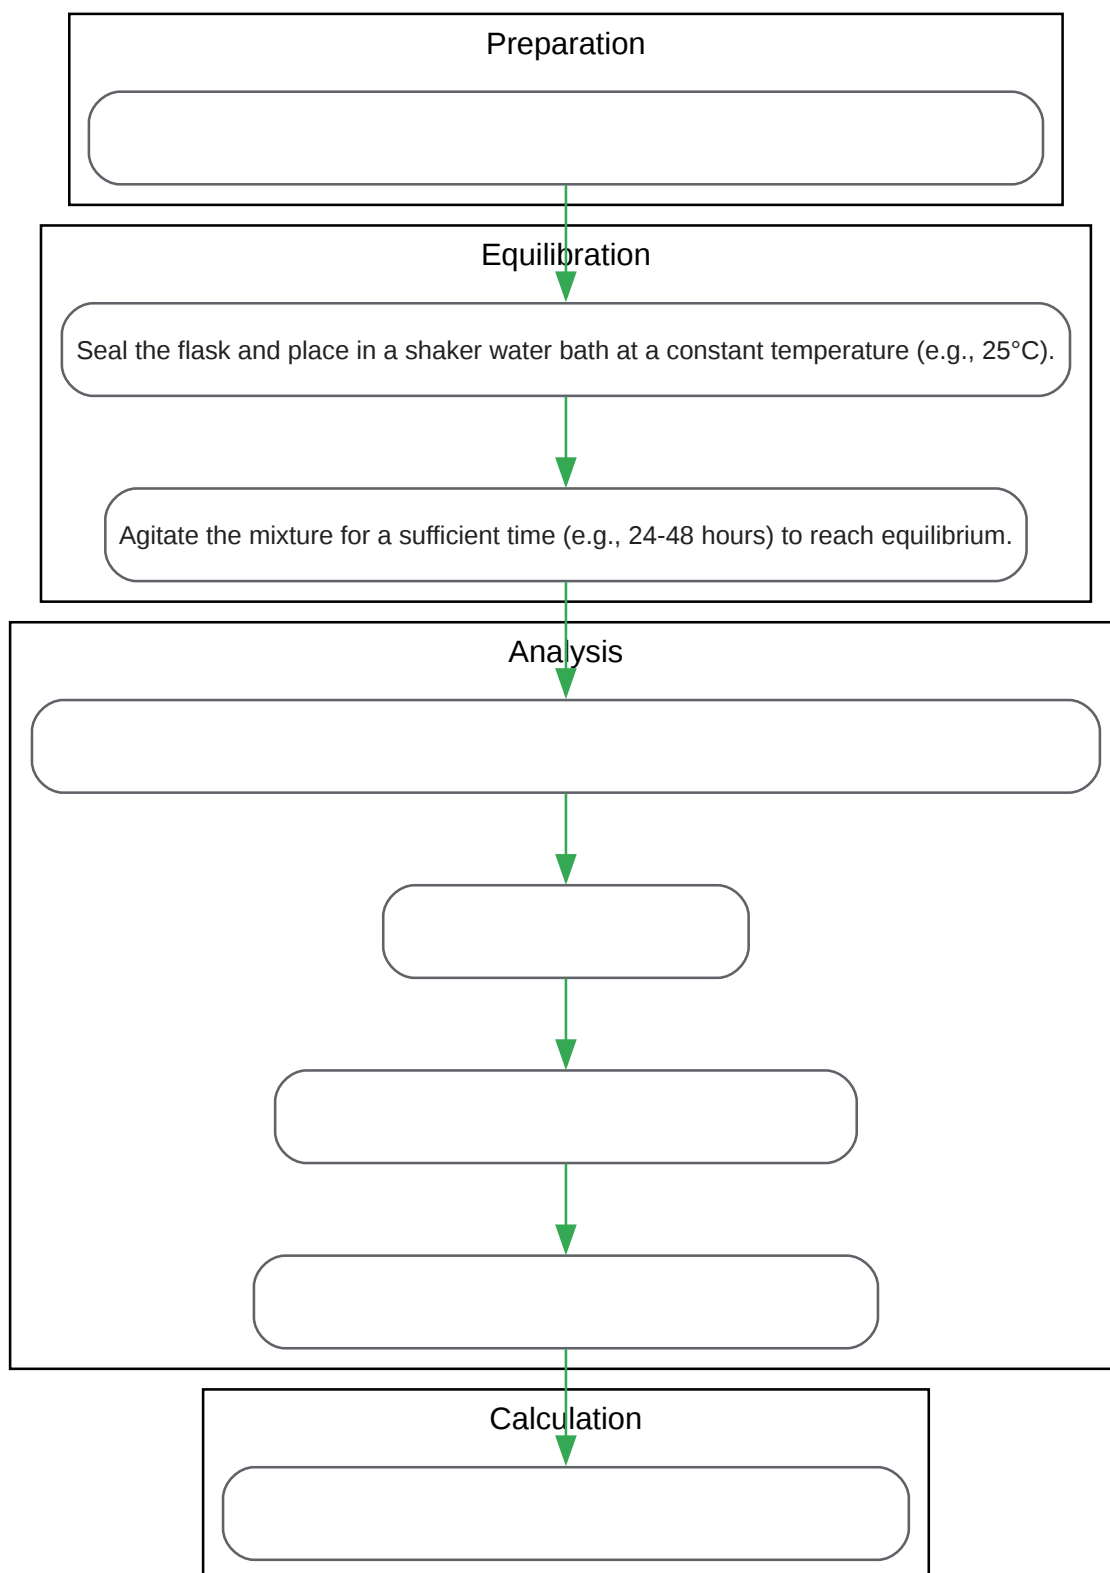 Preparation
Equilibration
Seal the flask and place in a shaker water bath at a constant temperature (e.g., 25°C).
Agitate the mixture for a sufficient time (e.g., 24-48 hours) to reach equilibrium.
Analysis
Calculation